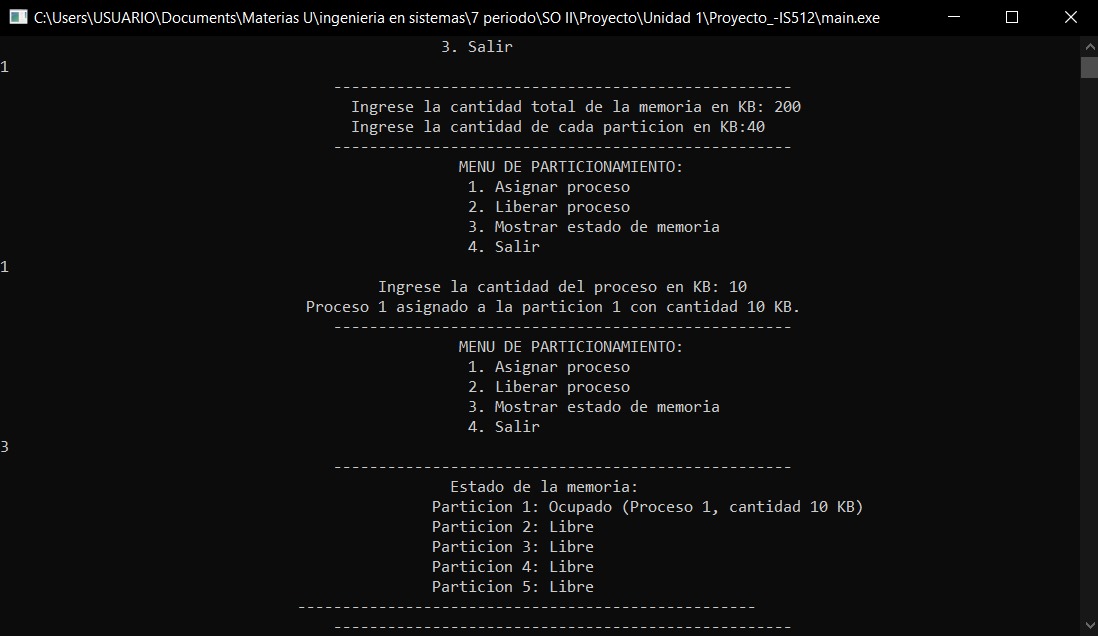 C:\Users\USUARIO\Documents\Materias U\ingenieria en sistemas\7 periodo\SO II\Proyecto\Unidad 1\Proyecto_-IS512\main.exe
3. Salir
1
---------------------------------------------------
Ingrese la cantidad total de la memoria en KB: 200
Ingrese la cantidad de cada particion en KB:40
---------------------------------------------------
MENU DE PARTICIONAMIENTO:
1. Asignar proceso
2. Liberar proceso
3. Mostrar estado de memoria
4. Salir
1
Ingrese la cantidad del proceso en KB: 10
Proceso 1 asignado a la particion 1 con cantidad 10 KB.
---------------------------------------------------
MENU DE PARTICIONAMIENTO:
1. Asignar proceso
2. Liberar proceso
3. Mostrar estado de memoria
4. Salir
3
---------------------------------------------------
Estado de la memoria:
Particion 1: Ocupado (Proceso 1, cantidad 10 KB)
Particion 2: Libre
Particion 3: Libre
Particion 4: Libre
Particion 5: Libre
---------------------------------------------------
---------------------------------------------------